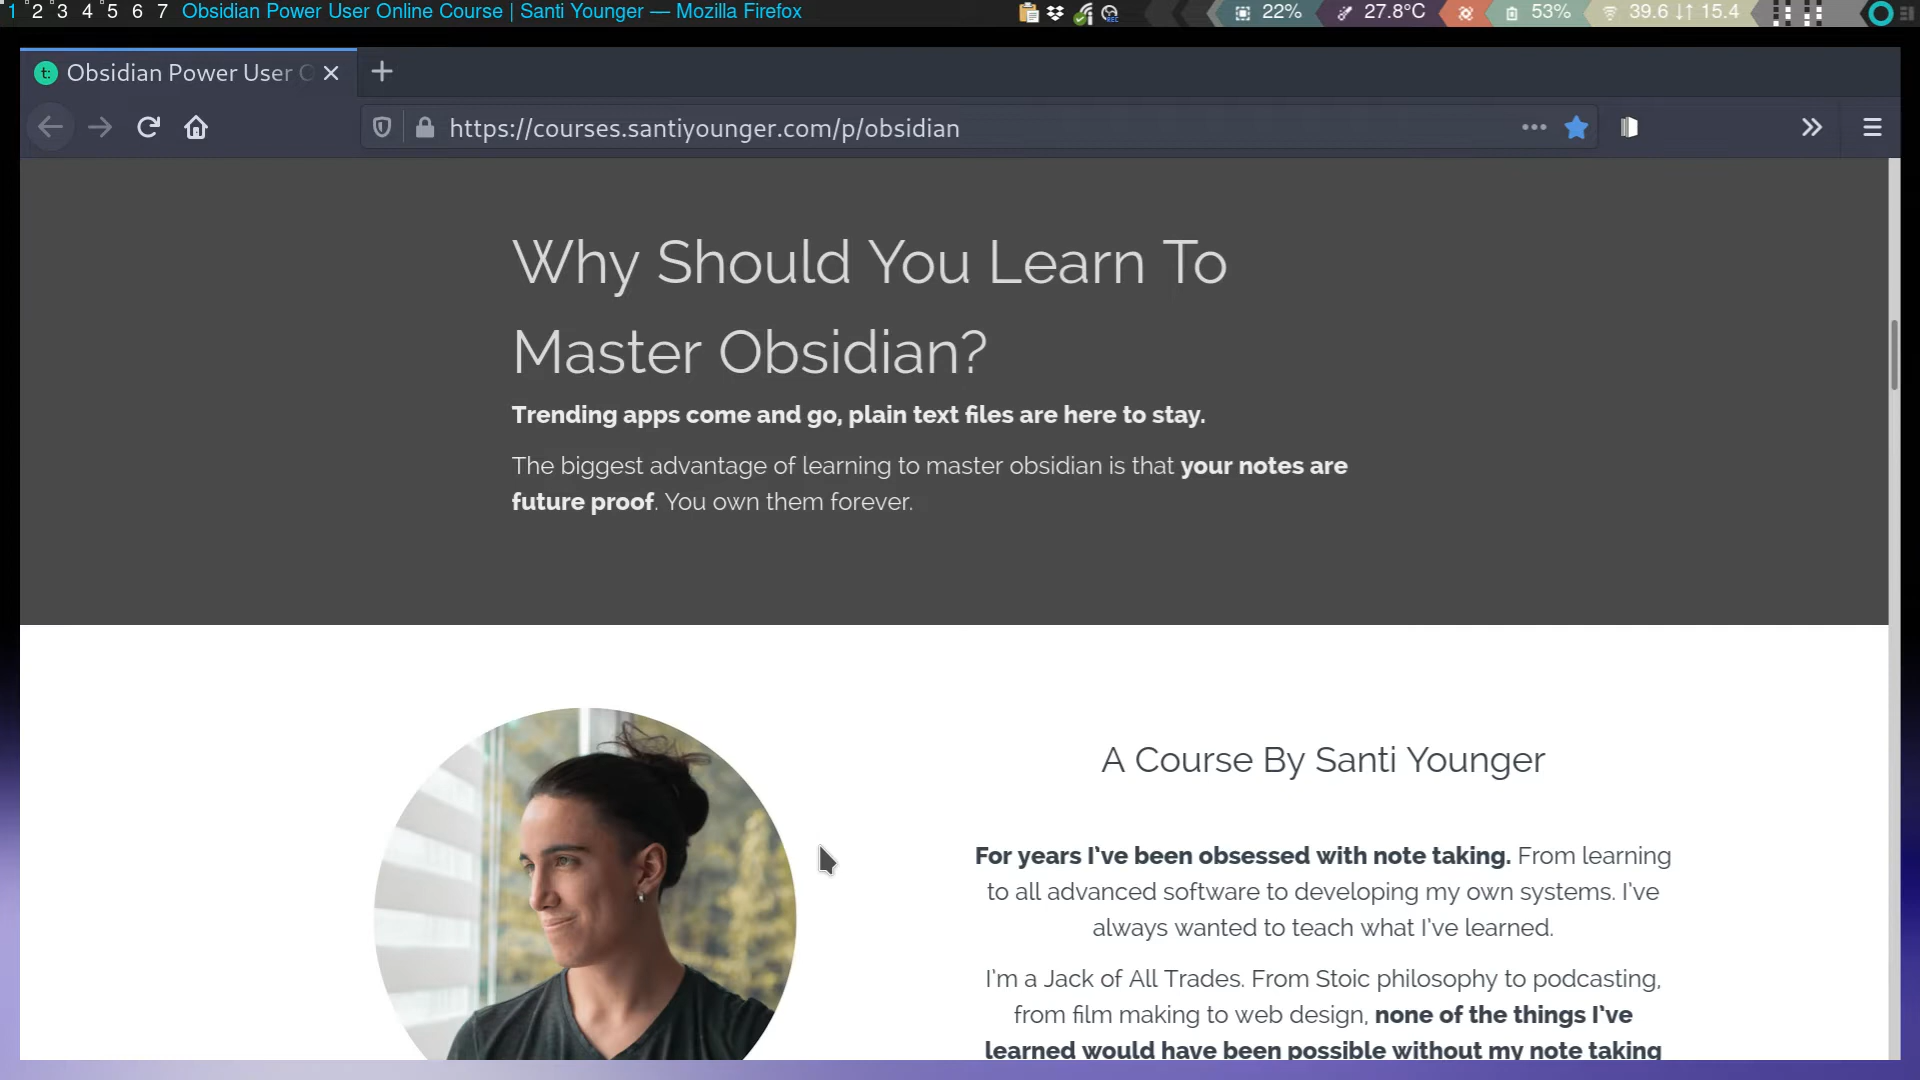 1 2 3 4 5 6 7 Obsidian Power User Online Course | Santi Younger — Mozilla Firefox 22% 27.8°C 53% 39.6 15.4
Obsidian Power User
https://courses.santiyounger.com/p/obsidian
Why Should You Learn To
Master Obsidian?
Trending apps come and go, plain text files are here to stay.
The biggest advantage of learning to master obsidian is that your notes are
future proof. You own them forever.
A Course By Santi Younger
For years I've been obsessed with note taking. From learning
to all advanced software to developing my own systems. I've
always wanted to teach what I've learned.
I'm a Jack of All Trades. From Stoic philosophy to podcasting,
from film making to web design, none of the things I've
learned would have been possible without my note taking